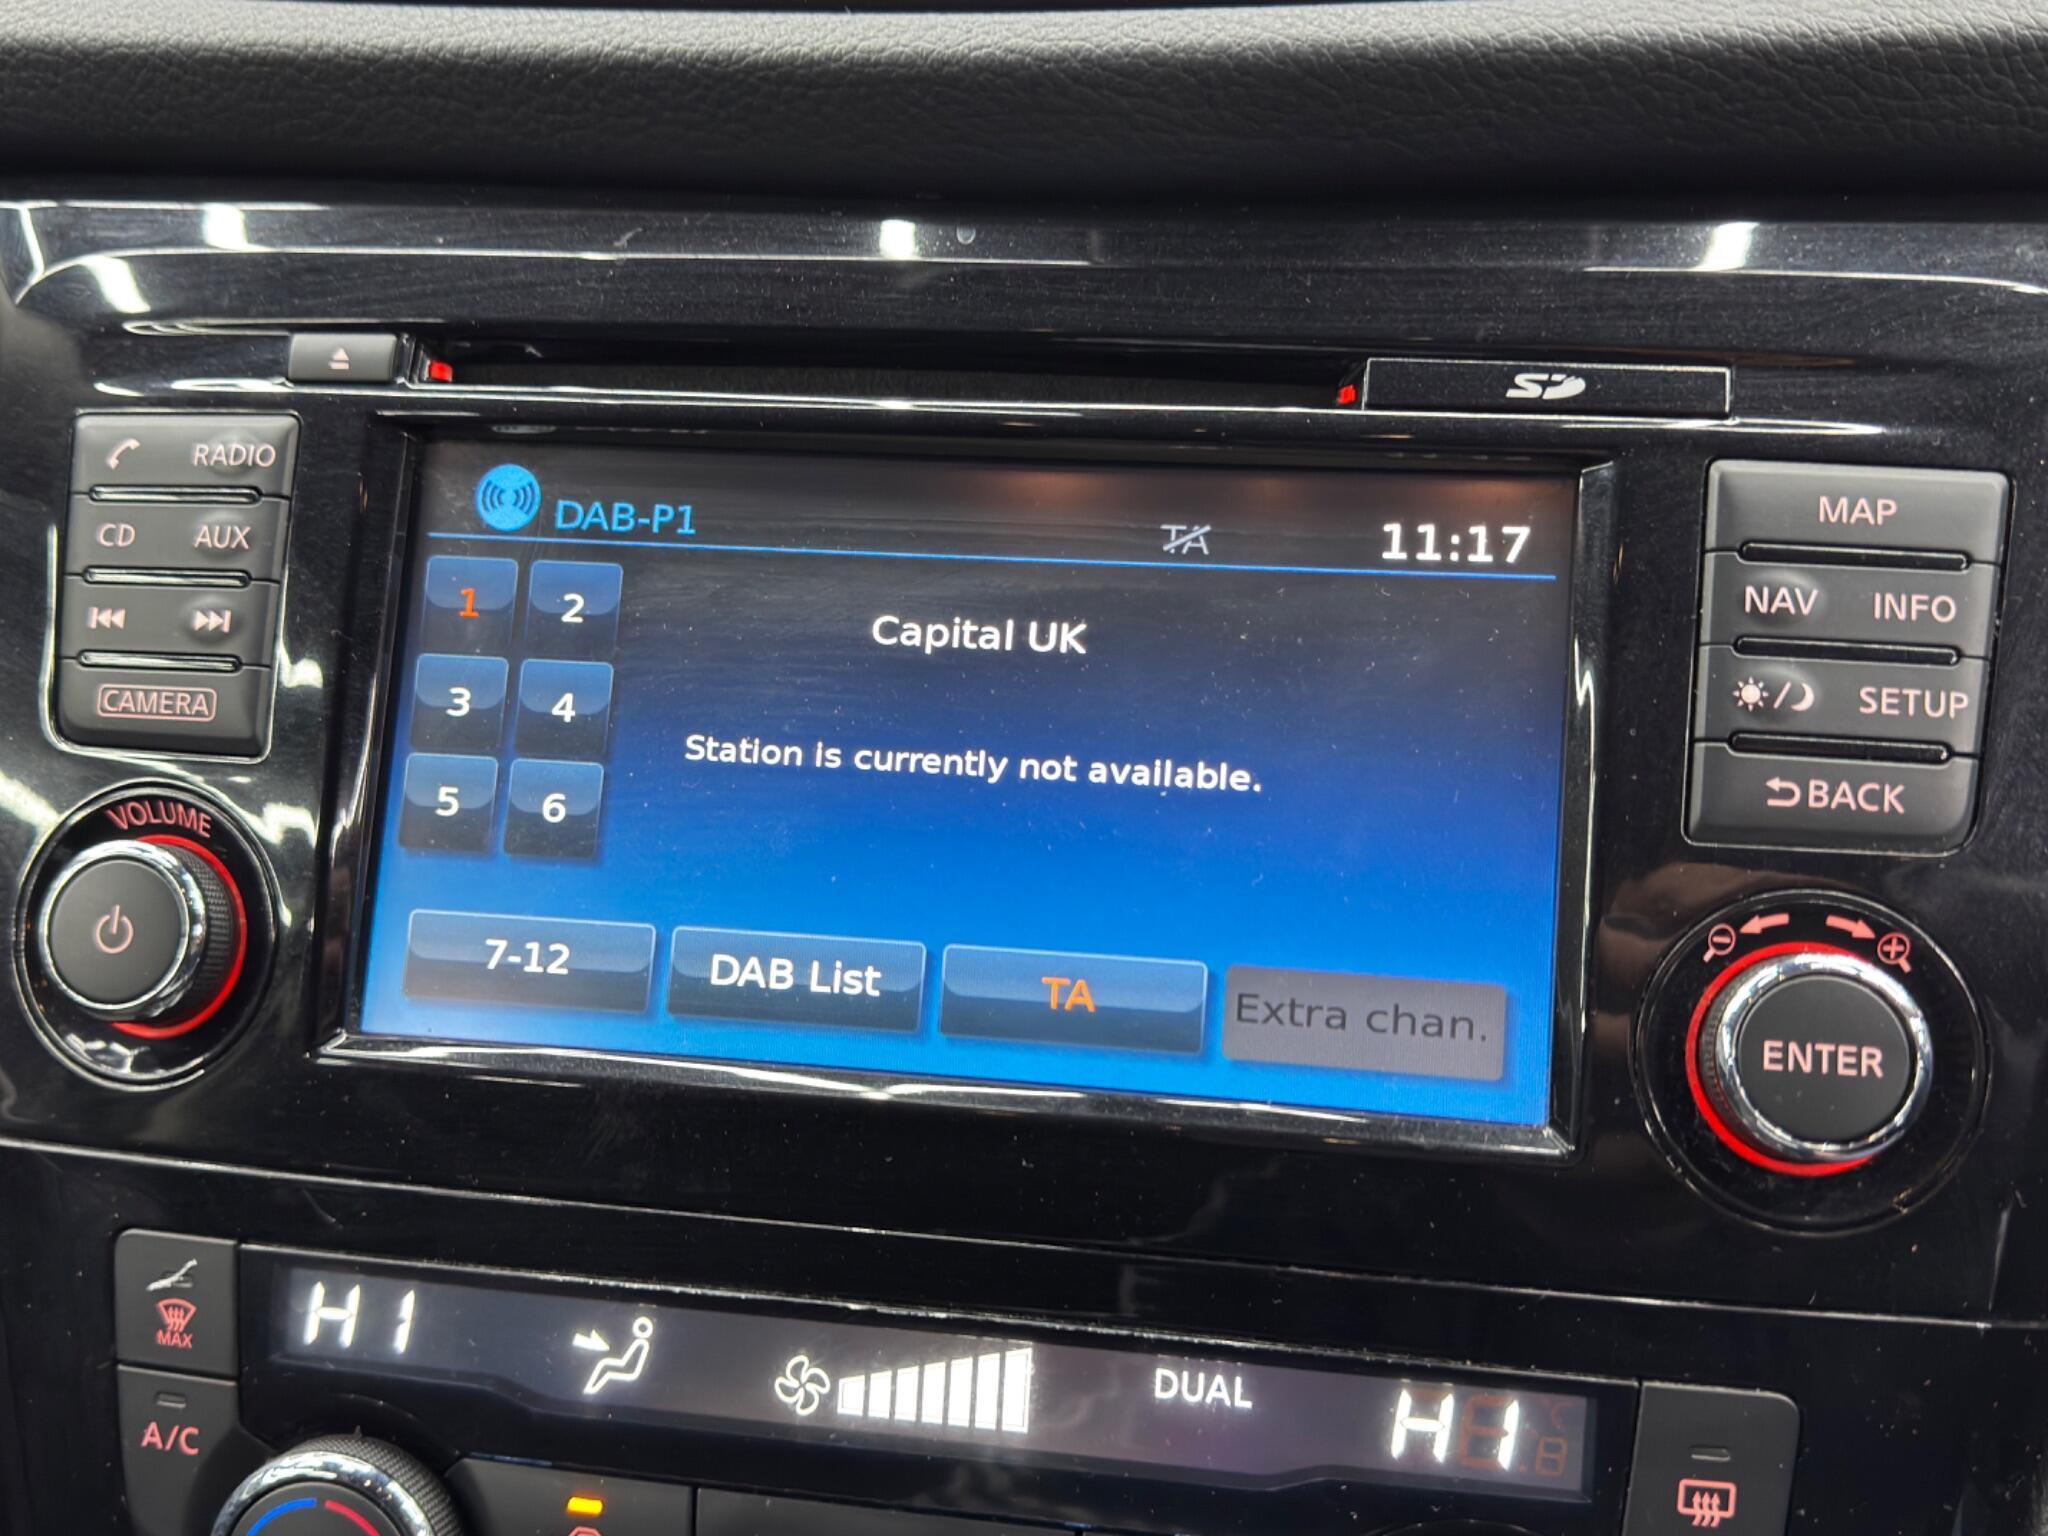 SD
RADIO
CD AUX
CAMERA
VOLUME
DAB-P1
TA
11:17
1 2
Capital UK
3 4
Station is currently not available.
5 6
7-12
DAB List
TA
Extra chan.
MAP
NAV INFO
SETUP
BACK
ENTER
MAX
A/C
HI
DUAL
HI